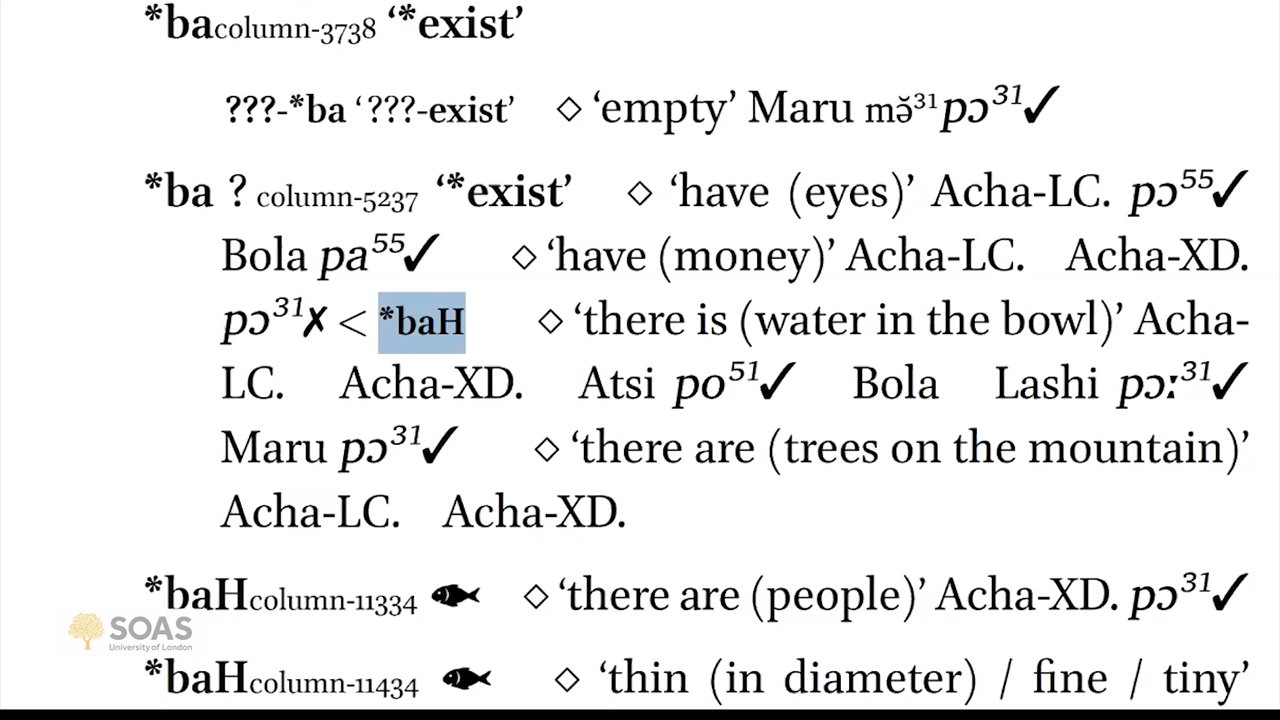 *bacolumn-3738 ‘*exist’
???-*ba ‘???-exist’ ◇ ‘empty’ Maru mə̆³¹pɔ³¹✓
*ba ? column-5237 ‘*exist’ ◇ ‘have (eyes)’ Acha-LC. pɔ⁵⁵✓
Bola pa⁵⁵✓ ◇ ‘have (money)’ Acha-LC. Acha-XD.
pɔ³¹✗ < *baH ◇ ‘there is (water in the bowl)’ Acha-
LC. Acha-XD. Atsi po⁵¹✓ Bola Lashi pɔː³¹✓
Maru pɔ³¹✓ ◇ ‘there are (trees on the mountain)’
Acha-LC. Acha-XD.
*baHcolumn-11334 ◇ ‘there are (people)’ Acha-XD. pɔ³¹✓
SOAS
University of London
*baHcolumn-11434 ◇ ‘thin (in diameter) / fine / tiny’